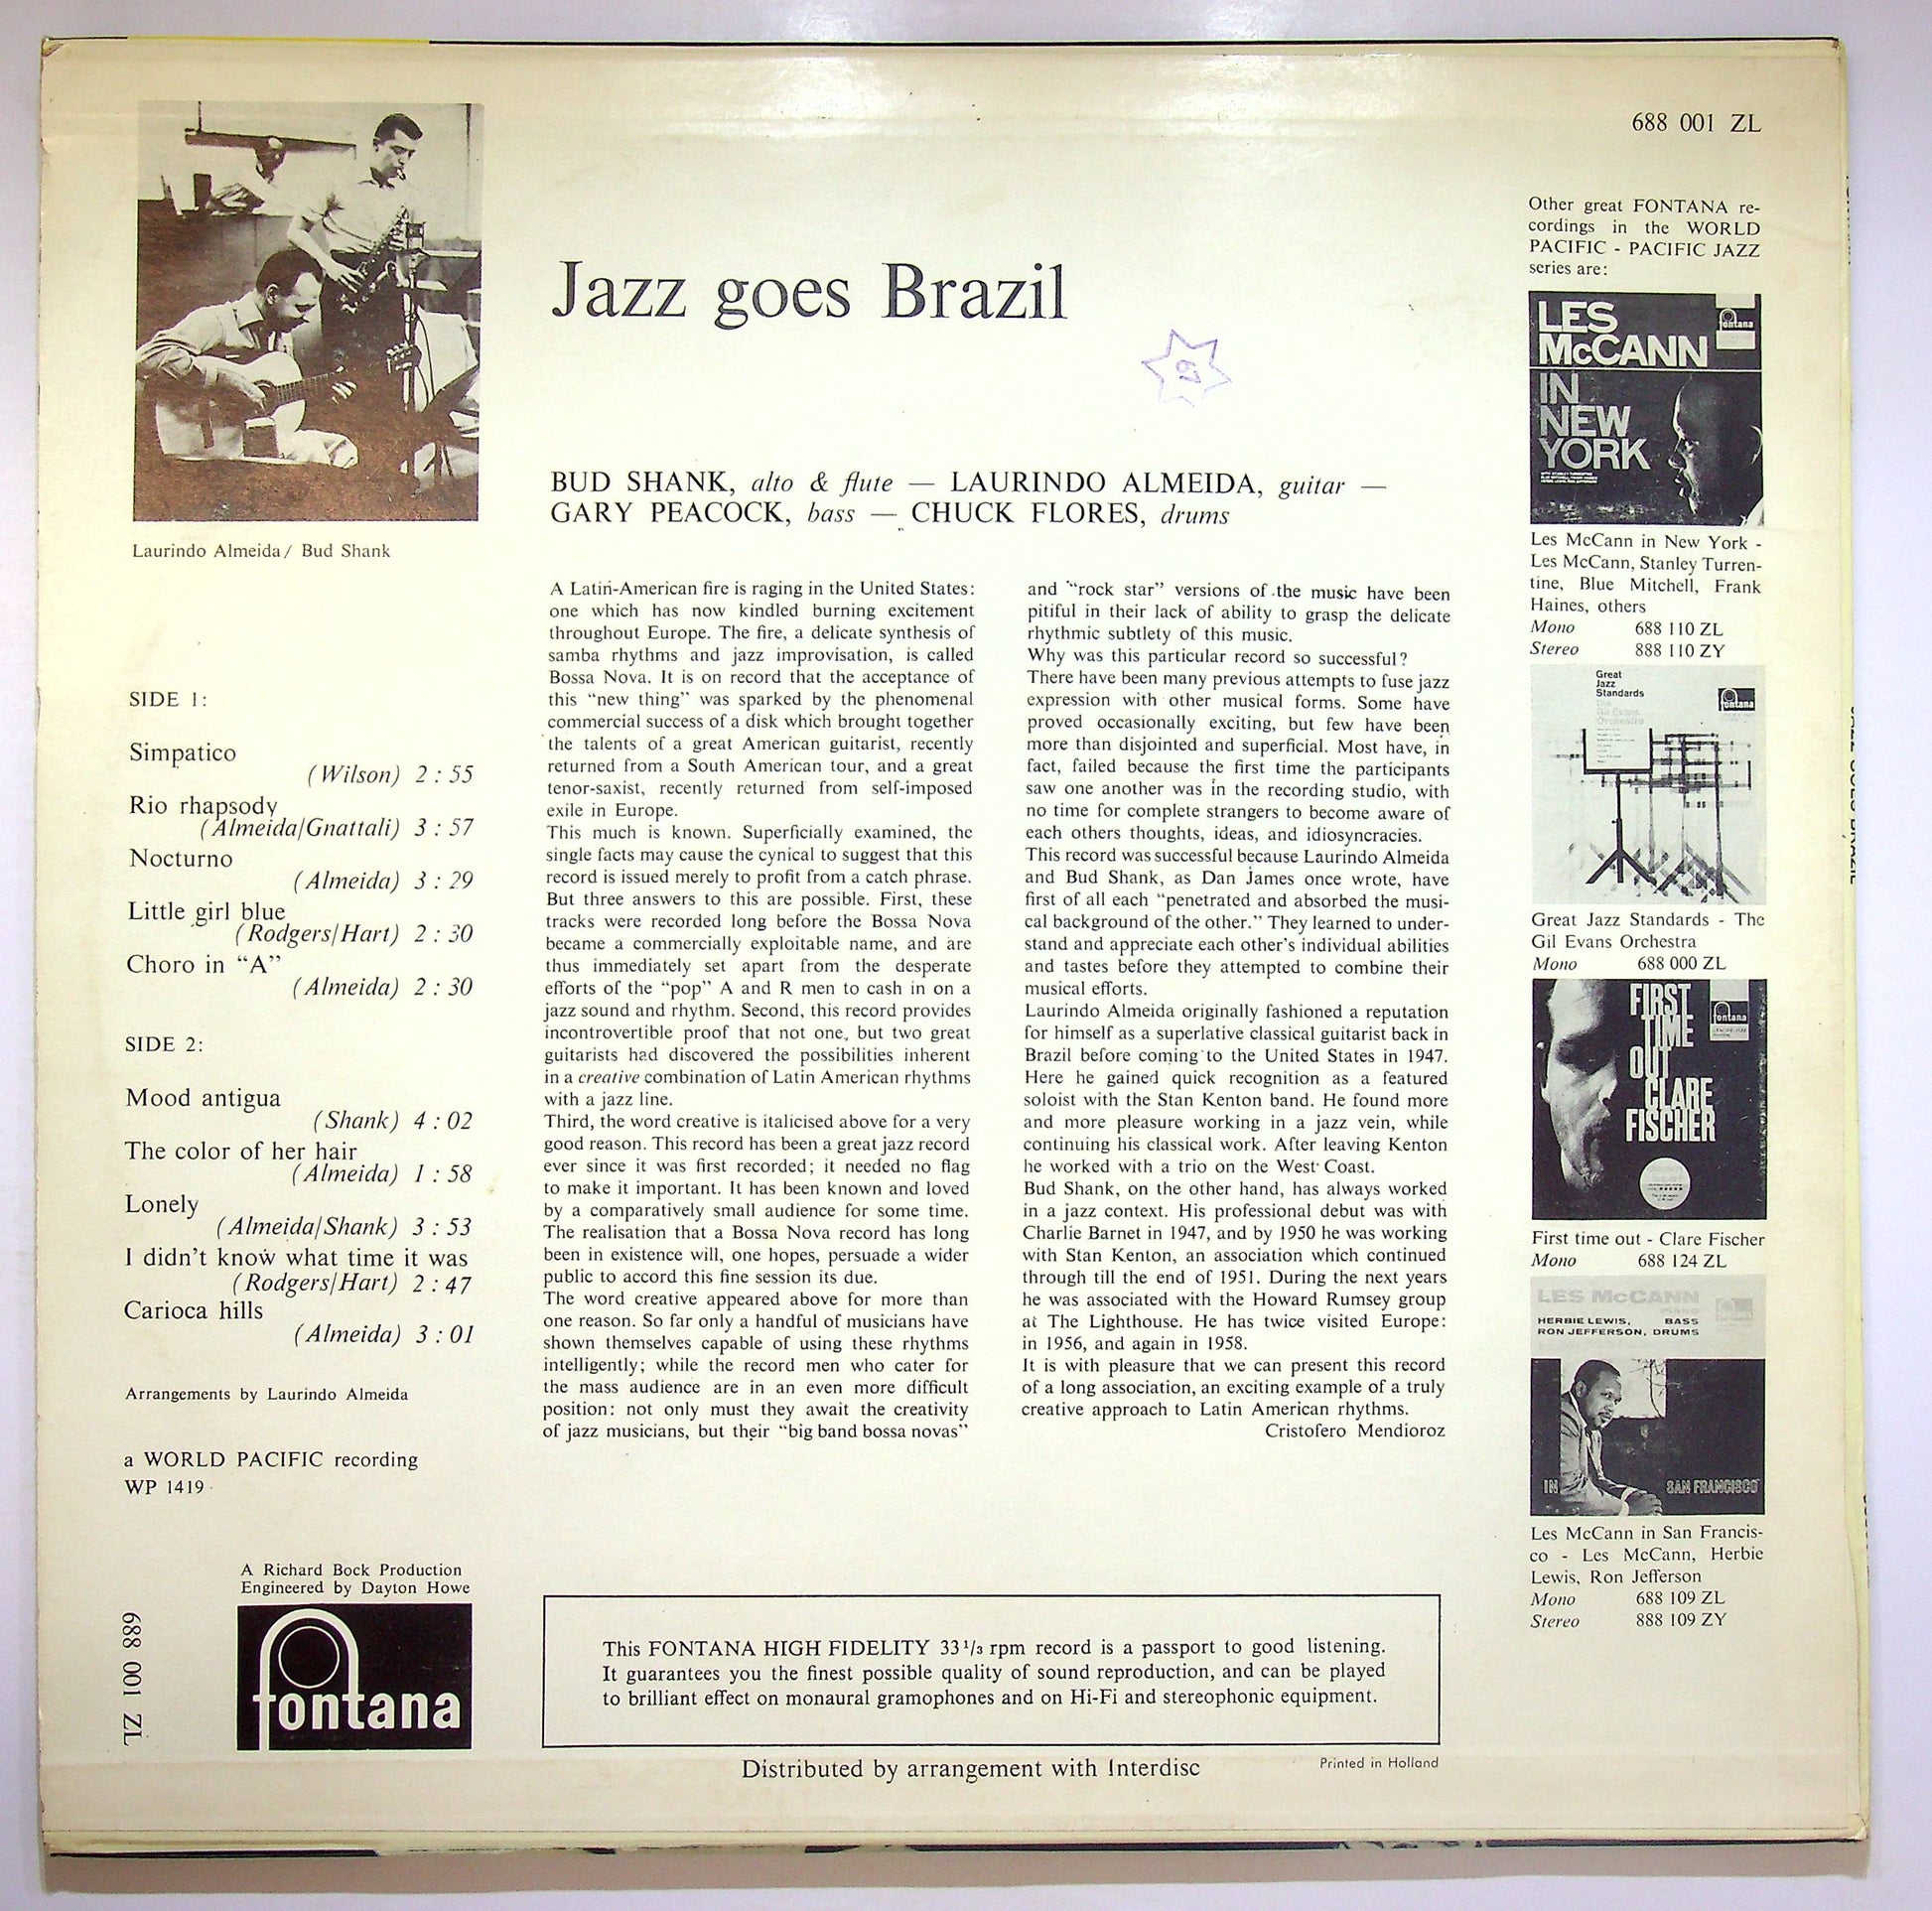 688 001 ZL
Jazz goes Brazil
67
BUD SHANK, alto & flute — LAURINDO ALMEIDA, guitar —
GARY PEACOCK, bass — CHUCK FLORES, drums
Laurindo Almeida / Bud Shank
SIDE 1:
Simpatico
(Wilson) 2 : 55
Rio rhapsody
(Almeida/Gnattali) 3 : 57
Nocturno
(Almeida) 3 : 29
Little girl blue
(Rodgers/Hart) 2 : 30
Choro in “A”
(Almeida) 2 : 30
SIDE 2:
Mood antigua
(Shank) 4 : 02
The color of her hair
(Almeida) 1 : 58
Lonely
(Almeida/Shank) 3 : 53
I didn’t know what time it was
(Rodgers/Hart) 2 : 47
Carioca hills
(Almeida) 3 : 01
Arrangements by Laurindo Almeida
a WORLD PACIFIC recording
WP 1419
A Richard Bock Production
Engineered by Dayton Howe
fontana
688 001 ZL
A Latin-American fire is raging in the United States:
one which has now kindled burning excitement
throughout Europe. The fire, a delicate synthesis of
samba rhythms and jazz improvisation, is called
Bossa Nova. It is on record that the acceptance of
this “new thing” was sparked by the phenomenal
commercial success of a disk which brought together
the talents of a great American guitarist, recently
returned from a South American tour, and a great
tenor-saxist, recently returned from self-imposed
exile in Europe.
This much is known. Superficially examined, the
single facts may cause the cynical to suggest that this
record is issued merely to profit from a catch phrase.
But three answers to this are possible. First, these
tracks were recorded long before the Bossa Nova
became a commercially exploitable name, and are
thus immediately set apart from the desperate
efforts of the “pop” A and R men to cash in on a
jazz sound and rhythm. Second, this record provides
incontrovertible proof that not one, but two great
guitarists had discovered the possibilities inherent
in a creative combination of Latin American rhythms
with a jazz line.
Third, the word creative is italicised above for a very
good reason. This record has been a great jazz record
ever since it was first recorded; it needed no flag
to make it important. It has been known and loved
by a comparatively small audience for some time.
The realisation that a Bossa Nova record has long
been in existence will, one hopes, persuade a wider
public to accord this fine session its due.
The word creative appeared above for more than
one reason. So far only a handful of musicians have
shown themselves capable of using these rhythms
intelligently; while the record men who cater for
the mass audience are in an even more difficult
position: not only must they await the creativity
of jazz musicians, but their “big band bossa novas”
and “rock star” versions of the music have been
pitiful in their lack of ability to grasp the delicate
rhythmic subtlety of this music.
Why was this particular record so successful?
There have been many previous attempts to fuse jazz
expression with other musical forms. Some have
proved occasionally exciting, but few have been
more than disjointed and superficial. Most have, in
fact, failed because the first time the participants
saw one another was in the recording studio, with
no time for complete strangers to become aware of
each others thoughts, ideas, and idiosyncracies.
This record was successful because Laurindo Almeida
and Bud Shank, as Dan James once wrote, have
first of all each “penetrated and absorbed the musi-
cal background of the other.” They learned to under-
stand and appreciate each other’s individual abilities
and tastes before they attempted to combine their
musical efforts.
Laurindo Almeida originally fashioned a reputation
for himself as a superlative classical guitarist back in
Brazil before coming to the United States in 1947.
Here he gained quick recognition as a featured
soloist with the Stan Kenton band. He found more
and more pleasure working in a jazz vein, while
continuing his classical work. After leaving Kenton
he worked with a trio on the West Coast.
Bud Shank, on the other hand, has always worked
in a jazz context. His professional debut was with
Charlie Barnet in 1947, and by 1950 he was working
with Stan Kenton, an association which continued
through till the end of 1951. During the next years
he was associated with the Howard Rumsey group
at The Lighthouse. He has twice visited Europe:
in 1956, and again in 1958.
It is with pleasure that we can present this record
of a long association, an exciting example of a truly
creative approach to Latin American rhythms.
Cristofero Mendioroz
This FONTANA HIGH FIDELITY 33 1/3 rpm record is a passport to good listening.
It guarantees you the finest possible quality of sound reproduction, and can be played
to brilliant effect on monaural gramophones and on Hi-Fi and stereophonic equipment.
Distributed by arrangement with Interdisc
Printed in Holland
Other great FONTANA re-
cordings in the WORLD
PACIFIC - PACIFIC JAZZ
series are:
LES
McCANN
fontana
IN
NEW
YORK
Les McCann in New York -
Les McCann, Stanley Turren-
tine, Blue Mitchell, Frank
Haines, others
Mono 688 110 ZL
Stereo 888 110 ZY
Great
Jazz
Standards
The
Gil Evans
Orchestra
fontana
Great Jazz Standards - The
Gil Evans Orchestra
Mono 688 000 ZL
FIRST
TIME
OUT
CLARE
FISCHER
fontana
First time out - Clare Fischer
Mono 688 124 ZL
LES McCANN
PIANO
HERBIE LEWIS, BASS
RON JEFFERSON, DRUMS
IN SAN FRANCISCO
Les McCann in San Francis-
co - Les McCann, Herbie
Lewis, Ron Jefferson
Mono 688 109 ZL
Stereo 888 109 ZY